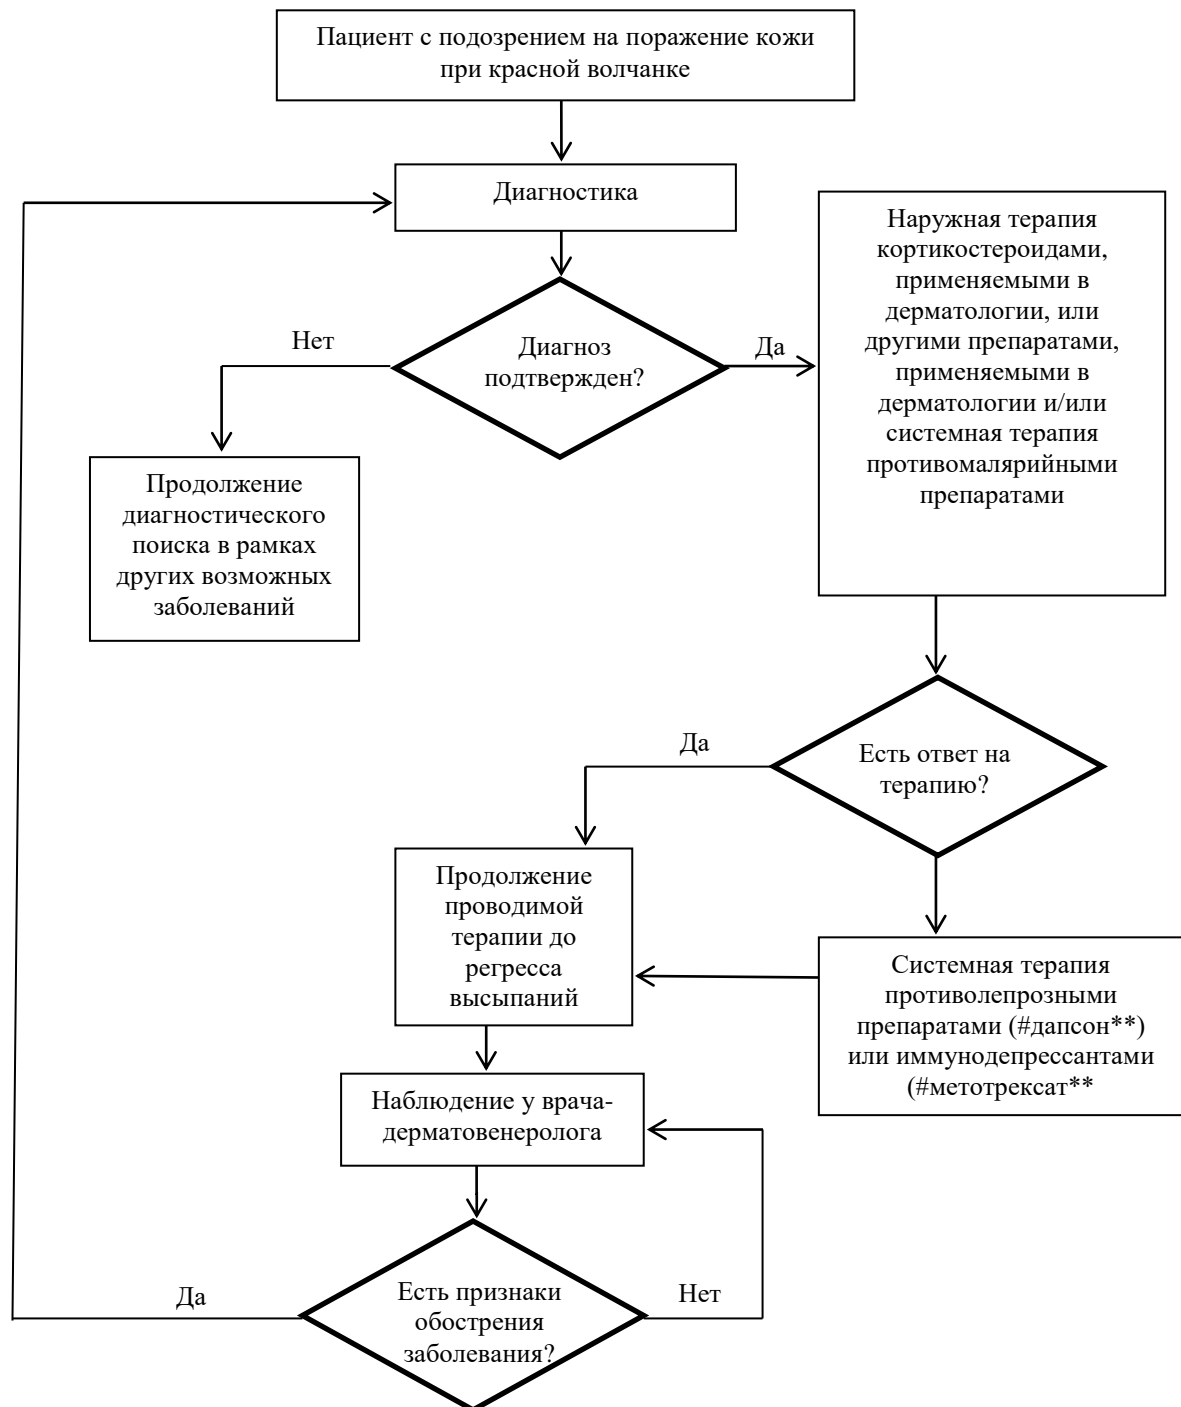 Пациент с подозрением на поражение кожи
при красной волчанке
Диагностика
Диагноз
подтвержден?
Нет
Да
Наружная терапия
кортикостероидами,
применяемыми в
дерматологии, или
другими препаратами,
применяемыми в
дерматологии и/или
системная терапия
противомалярийными
препаратами
Продолжение
диагностического
поиска в рамках
других возможных
заболеваний
Есть ответ на
терапию?
Да
Продолжение
проводимой
терапии до
регресса
высыпаний
Системная терапия
противолепрозными
препаратами (#дапсон**)
или иммунодепрессантами
(#метотрексат**
Наблюдение у врача-
дерматовенеролога
Есть признаки
обострения
заболевания?
Да
Нет